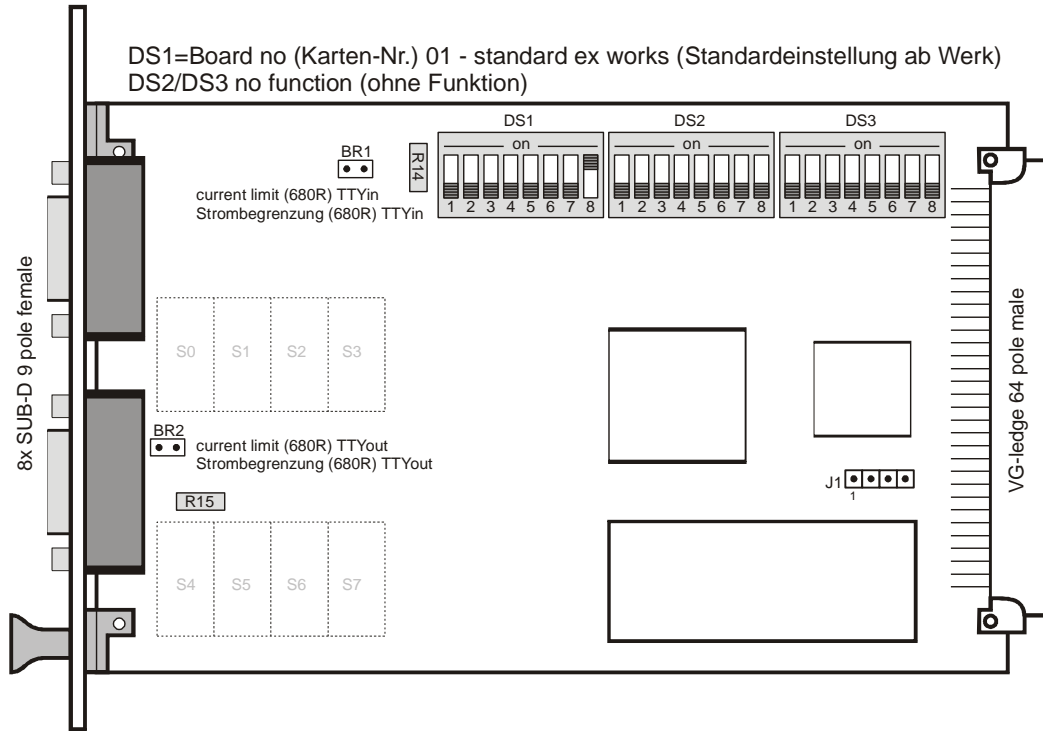 DS1=Board no (Karten-Nr.) 01 - standard ex works (Standardeinstellung ab Werk)
DS2/DS3 no function (ohne Funktion)
DS1
DS2
DS3
on
on
on
1 2 3 4 5 6 7 8
1 2 3 4 5 6 7 8
1 2 3 4 5 6 7 8
BR1
R14
current limit (680R) TTYin
Strombegrenzung (680R) TTYin
8x SUB-D 9 pole female
S0 S1 S2 S3
VG-ledge 64 pole male
BR2
current limit (680R) TTYout
Strombegrenzung (680R) TTYout
J1
1
R15
S4 S5 S6 S7